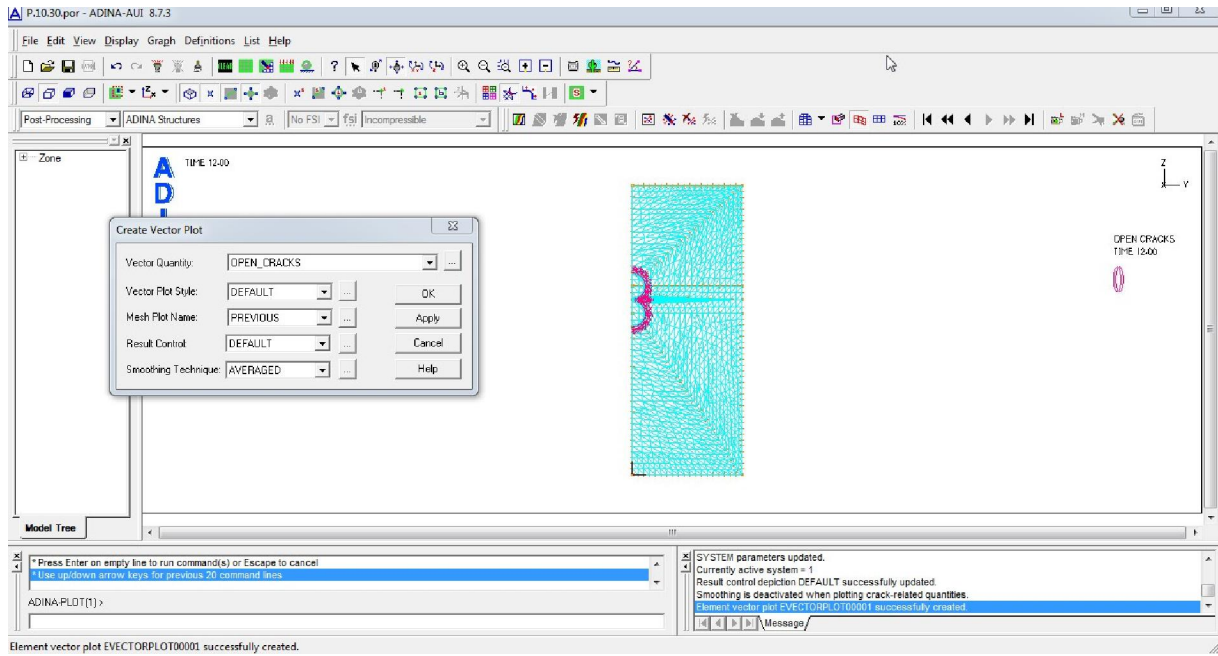 P.10.30.por - ADINA-AUI 8.7.3
File Edit View Display Graph Definitions List Help
Post-Processing ADINA Structures No FSI Incompressible
Zone
TIME 12.00
A
D
Z
Y
OPEN CRACKS
TIME 12.00
Create Vector Plot
Vector Quantity: OPEN_CRACKS ...
Vector Plot Style: DEFAULT ... OK
Mesh Plot Name: PREVIOUS ... Apply
Result Control: DEFAULT ... Cancel
Smoothing Technique: AVERAGED ... Help
Model Tree
* Press Enter on empty line to run command(s) or Escape to cancel
* Use up/down arrow keys for previous 20 command lines
ADINA-PLOT(1) >
SYSTEM parameters updated.
Currently active system = 1
Result control depiction DEFAULT successfully updated.
Smoothing is deactivated when plotting crack-related quantities.
Element vector plot EVECTORPLOT00001 successfully created.
Message
Element vector plot EVECTORPLOT00001 successfully created.